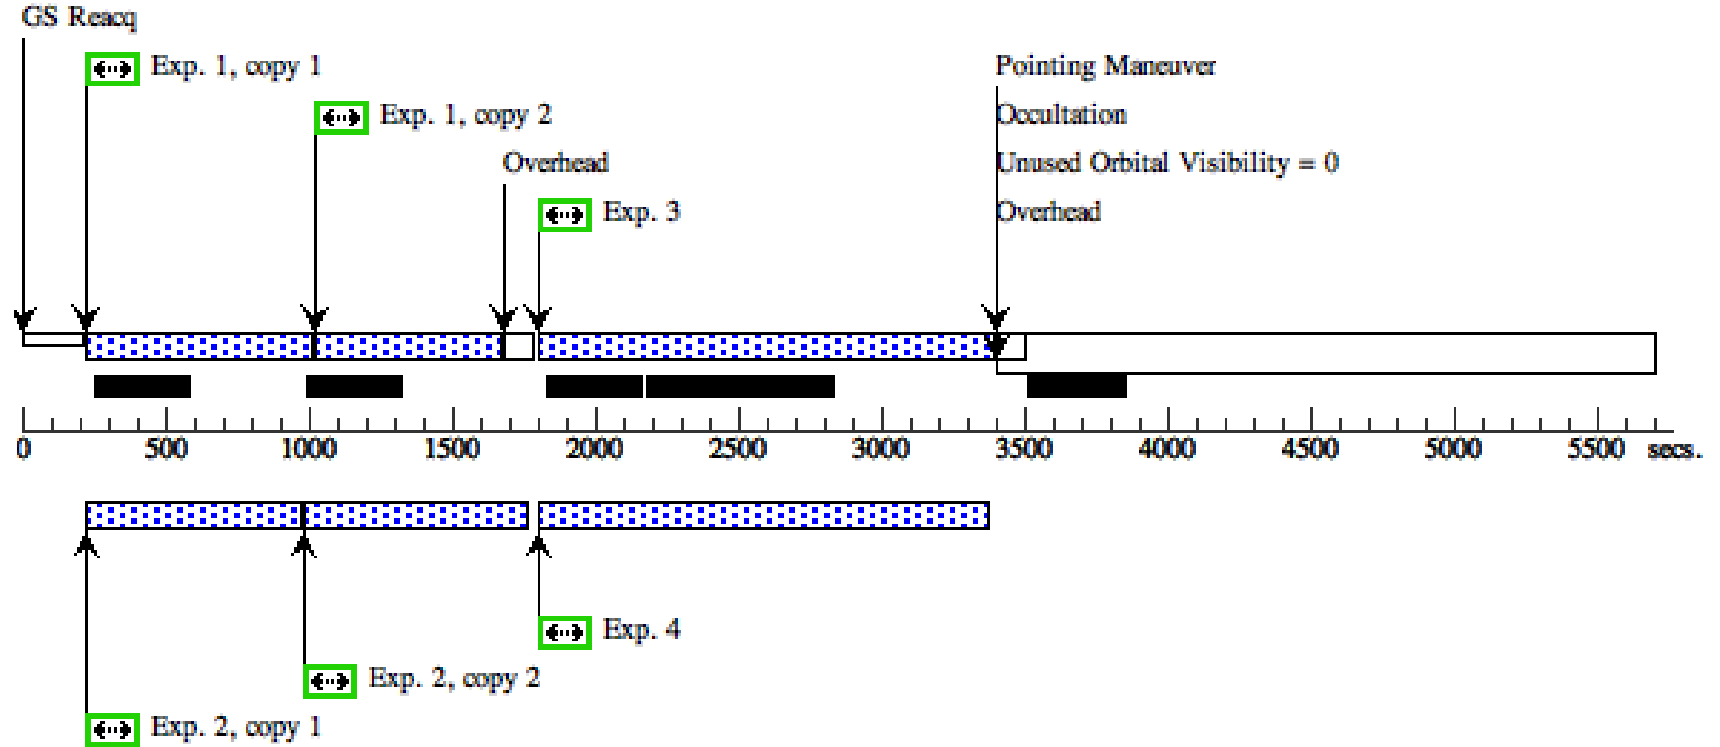 GS Reacq
Exp. 1, copy 1
Pointing Maneuver
Exp. 1, copy 2
Occultation
Overhead
Unused Orbital Visibility = 0
Exp. 3
Overhead
0 500 1000 1500 2000 2500 3000 3500 4000 4500 5000 5500 secs.
Exp. 4
Exp. 2, copy 2
Exp. 2, copy 1